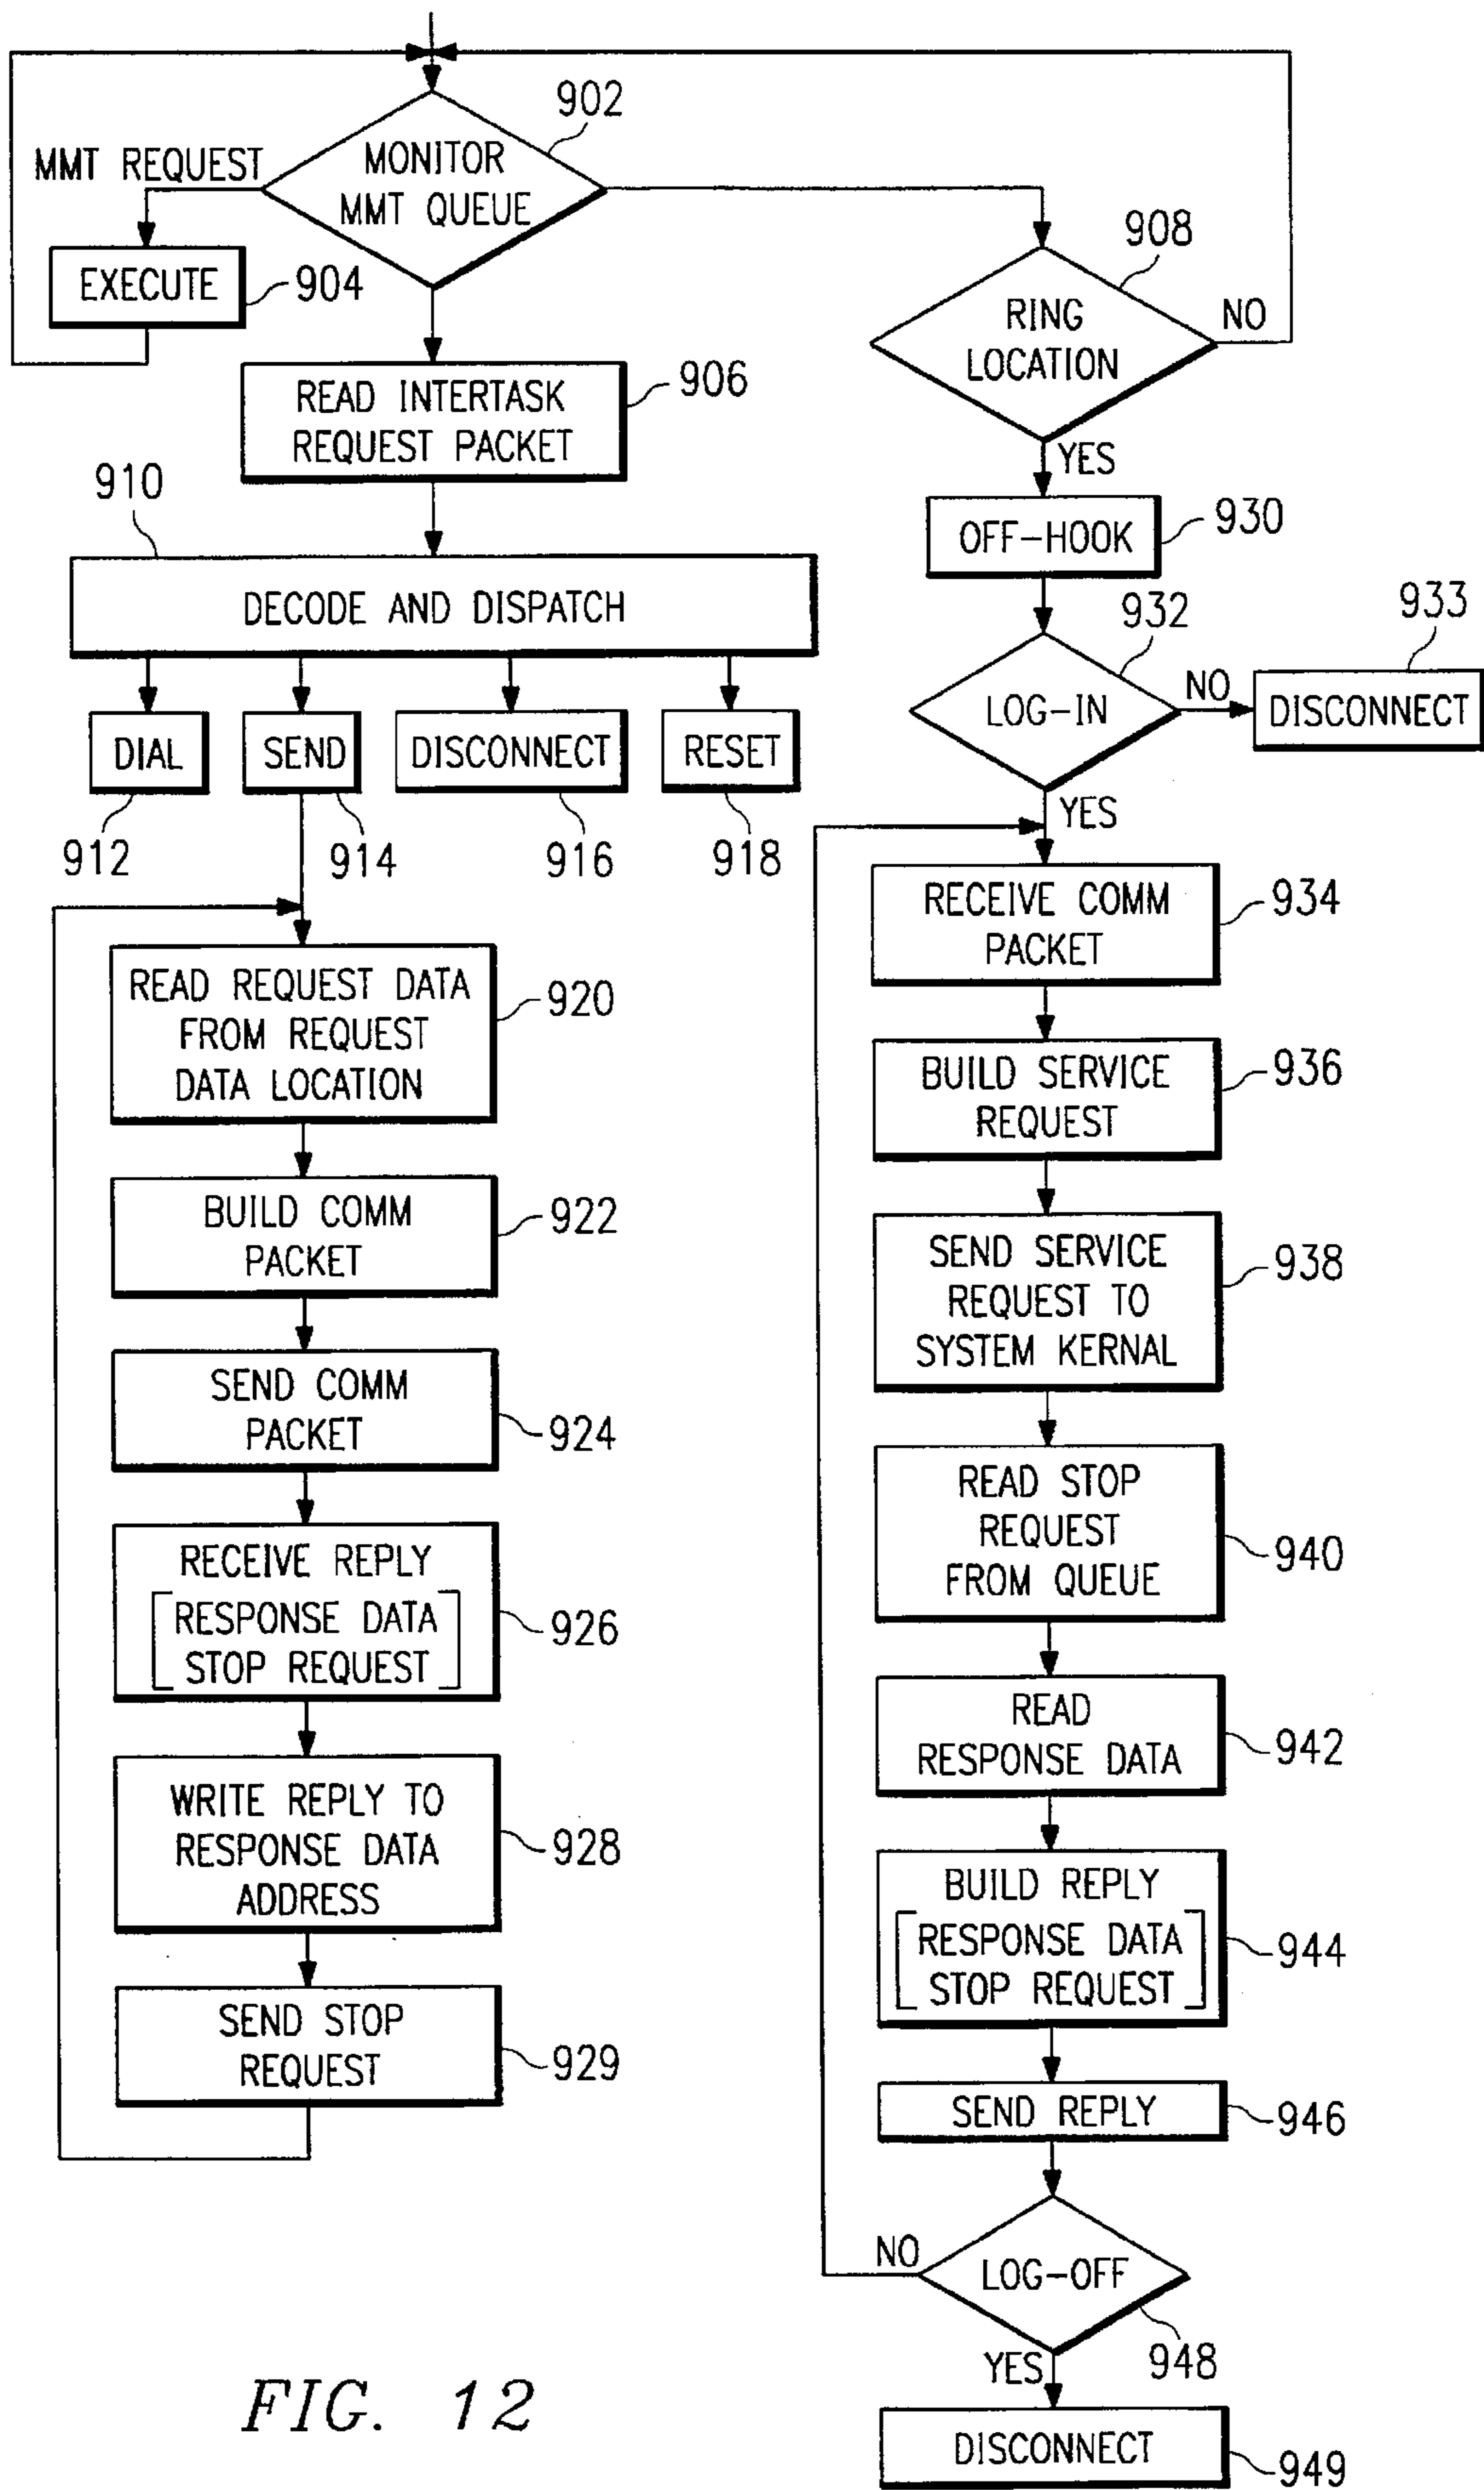 902
MMT REQUEST
MONITOR
MMT QUEUE
908
EXECUTE
904
RING
LOCATION
NO
READ INTERTASK
REQUEST PACKET
906
YES
910
OFF-HOOK
930
DECODE AND DISPATCH
932
933
LOG-IN
NO
DISCONNECT
DIAL
SEND
DISCONNECT
RESET
YES
912
914
916
918
RECEIVE COMM
PACKET
934
READ REQUEST DATA
FROM REQUEST
DATA LOCATION
920
BUILD SERVICE
REQUEST
936
BUILD COMM
PACKET
922
SEND SERVICE
REQUEST TO
SYSTEM KERNAL
938
SEND COMM
PACKET
924
READ STOP
REQUEST
FROM QUEUE
940
RECEIVE REPLY
[RESPONSE DATA
STOP REQUEST]
926
READ
RESPONSE DATA
942
WRITE REPLY TO
RESPONSE DATA
ADDRESS
928
BUILD REPLY
[RESPONSE DATA
STOP REQUEST]
944
SEND STOP
REQUEST
929
SEND REPLY
946
NO
LOG-OFF
948
YES
DISCONNECT
949
FIG. 12